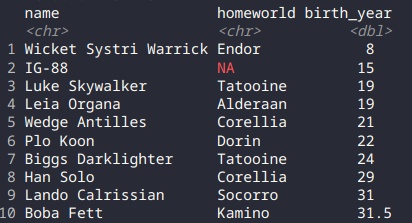 name homeworld birth_year
<chr> <chr> <dbl>
1 Wicket Systri Warrick Endor 8
2 IG-88 NA 15
3 Luke Skywalker Tatooine 19
4 Leia Organa Alderaan 19
5 Wedge Antilles Corellia 21
6 Plo Koon Dorin 22
7 Biggs Darklighter Tatooine 24
8 Han Solo Corellia 29
9 Lando Calrissian Socorro 31
10 Boba Fett Kamino 31.5